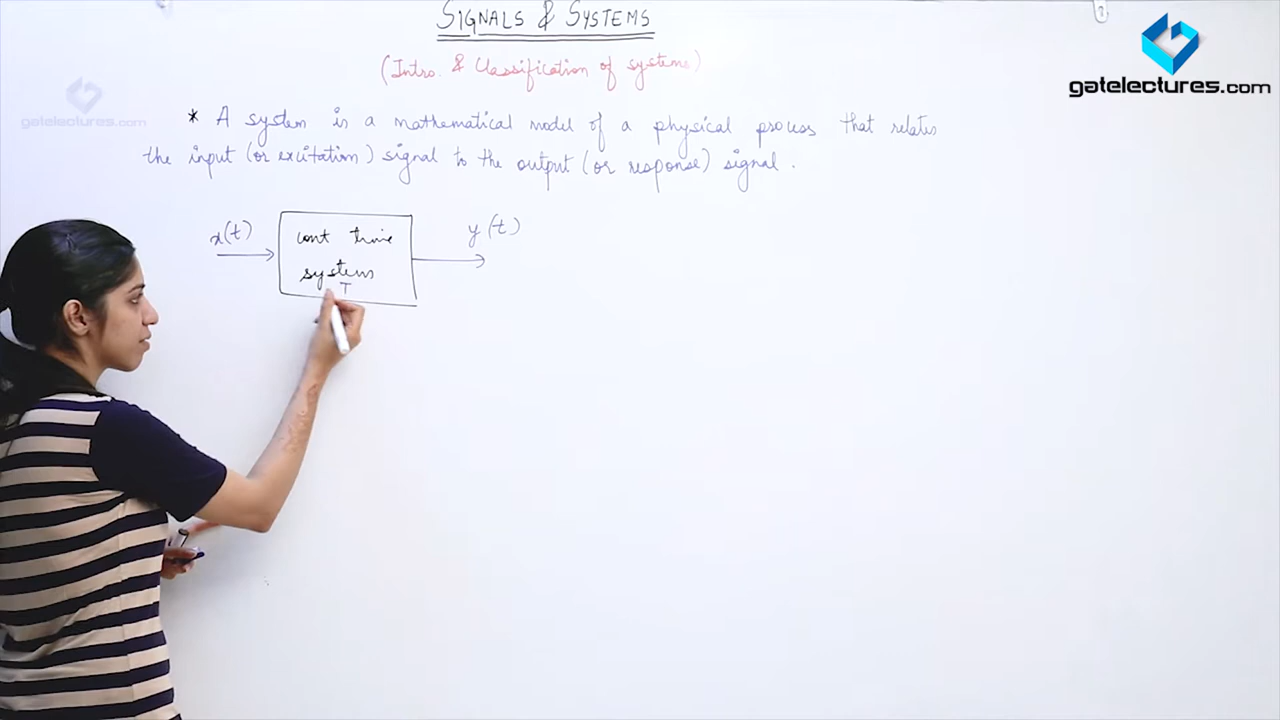 SIGNALS & SYSTEMS
(Intro. & Classification of systems)
gatelectures.com
gatelectures.com
* A system is a mathematical model of a physical process that relates
the input (or excitation) signal to the output (or response) signal.
x(t)
cont time
system
T
y(t)